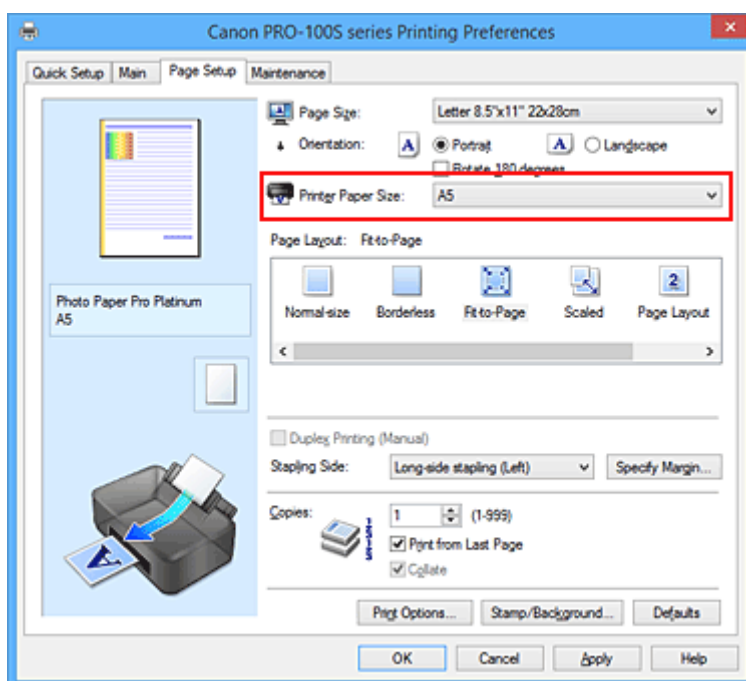 Canon PRO-100S series Printing Preferences
Quick Setup Main Page Setup Maintenance
Page Size: Letter 8.5"x11" 22x28cm
Orientation: A Portrait A Landscape
Rotate 180 degrees
Printer Paper Size: A5
Page Layout: Fit-to-Page
2
Normal-size Borderless Fit-to-Page Scaled Page Layout
Photo Paper Pro Platinum
A5
Duplex Printing (Manual)
Stapling Side: Long-side stapling (Left) Specify Margin...
Copies: 1 (1-999)
Print from Last Page
Collate
A
Print Options... Stamp/Background... Defaults
OK Cancel Apply Help